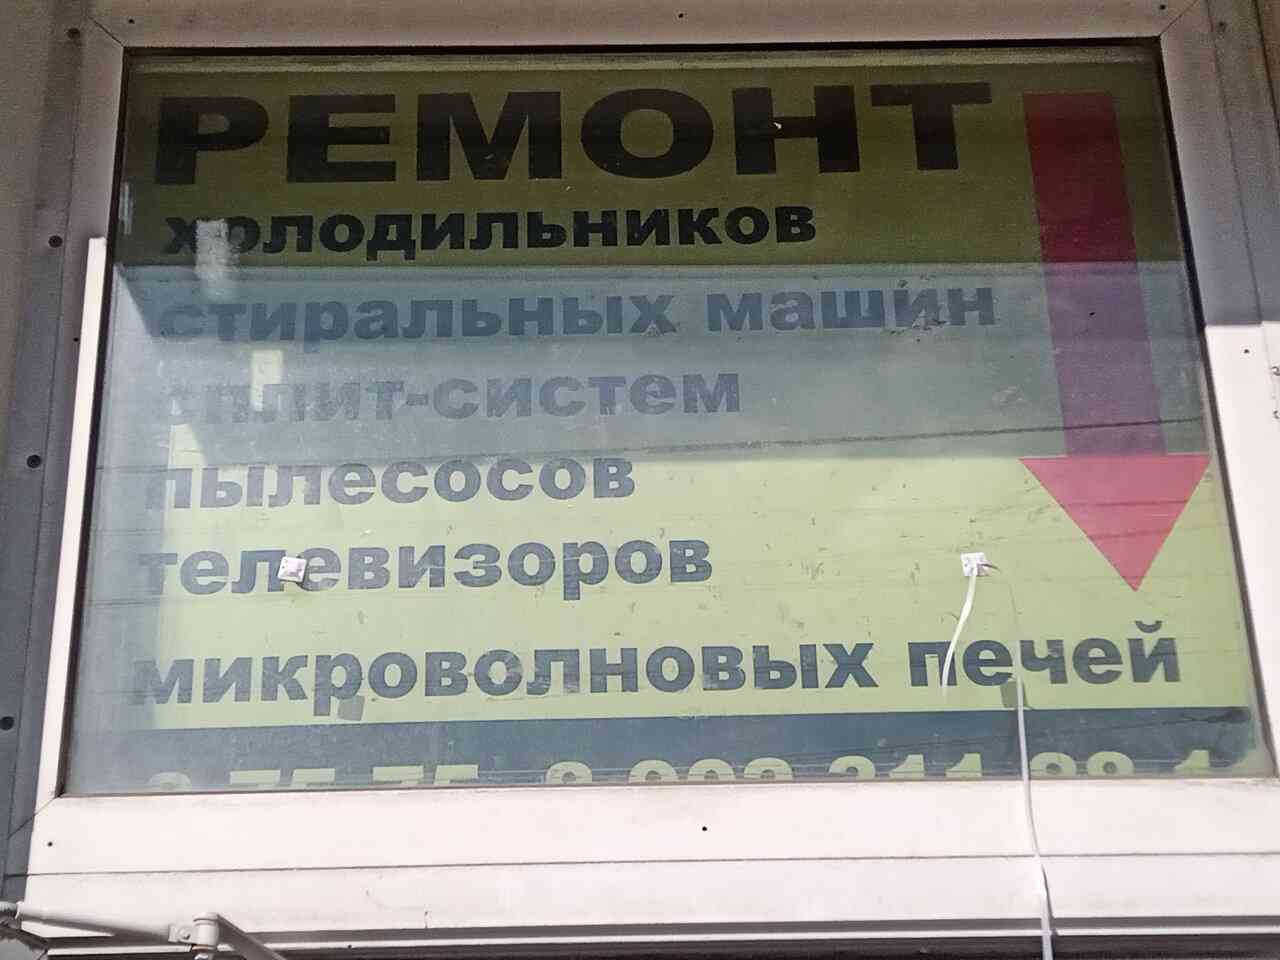 РЕМОНТ
холодильников
стиральных машин
сплит-систем
пылесосов
телевизоров
микроволновых печей